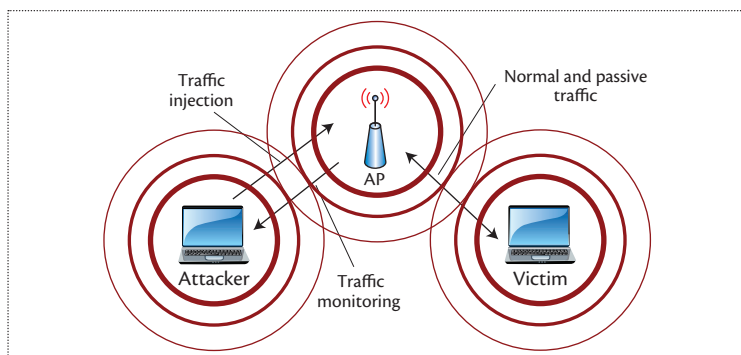 Traffic
injection
Normal and passive
traffic
AP
Attacker
Traffic
monitoring
Victim